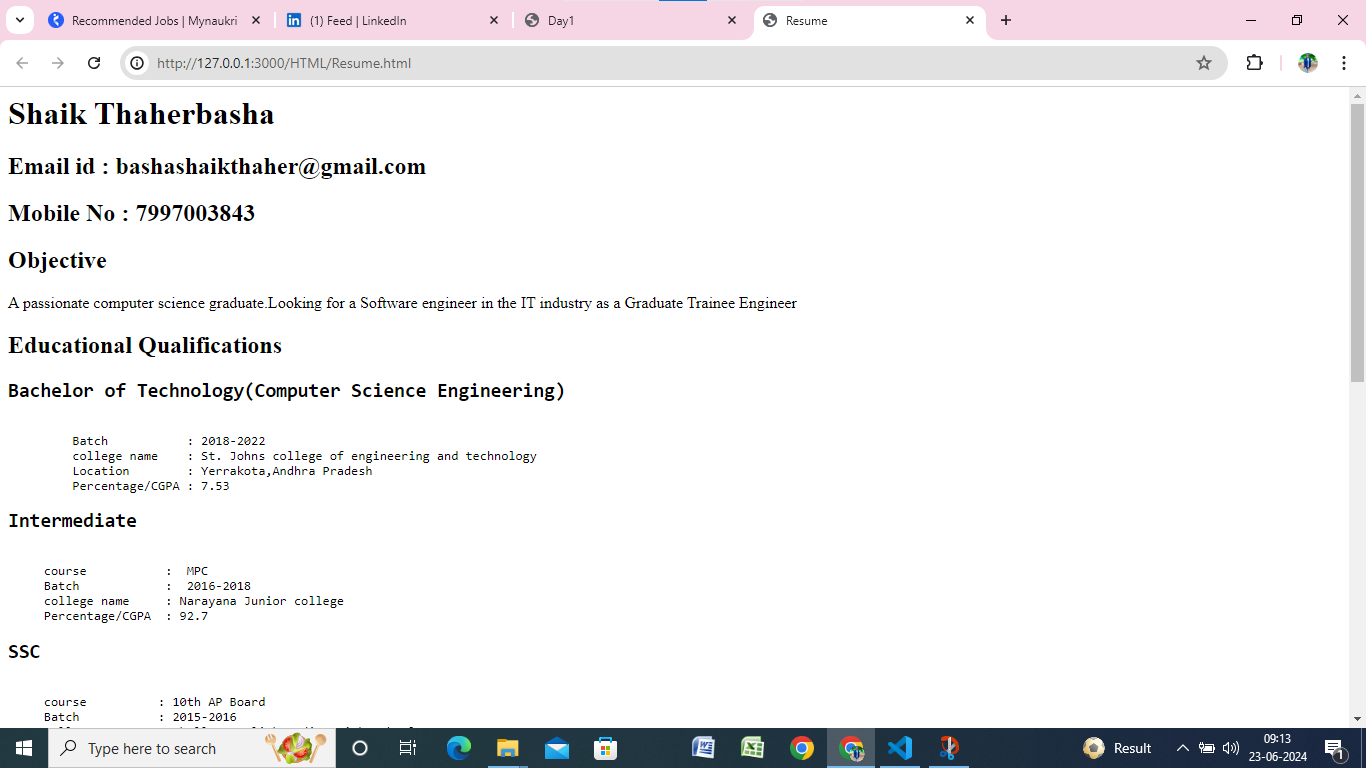 Recommended Jobs | Mynaukri
(1) Feed | LinkedIn
Day1
Resume
http://127.0.0.1:3000/HTML/Resume.html
Shaik Thaherbasha
Email id : bashashaikthaher@gmail.com
Mobile No : 7997003843
Objective
A passionate computer science graduate.Looking for a Software engineer in the IT industry as a Graduate Trainee Engineer
Educational Qualifications
Bachelor of Technology(Computer Science Engineering)
Batch : 2018-2022
college name : St. Johns college of engineering and technology
Location : Yerrakota,Andhra Pradesh
Percentage/CGPA : 7.53
Intermediate
course : MPC
Batch : 2016-2018
college name : Narayana Junior college
Percentage/CGPA : 92.7
SSC
course : 10th AP Board
Batch : 2015-2016
Type here to search
Result
09:13
23-06-2024
1